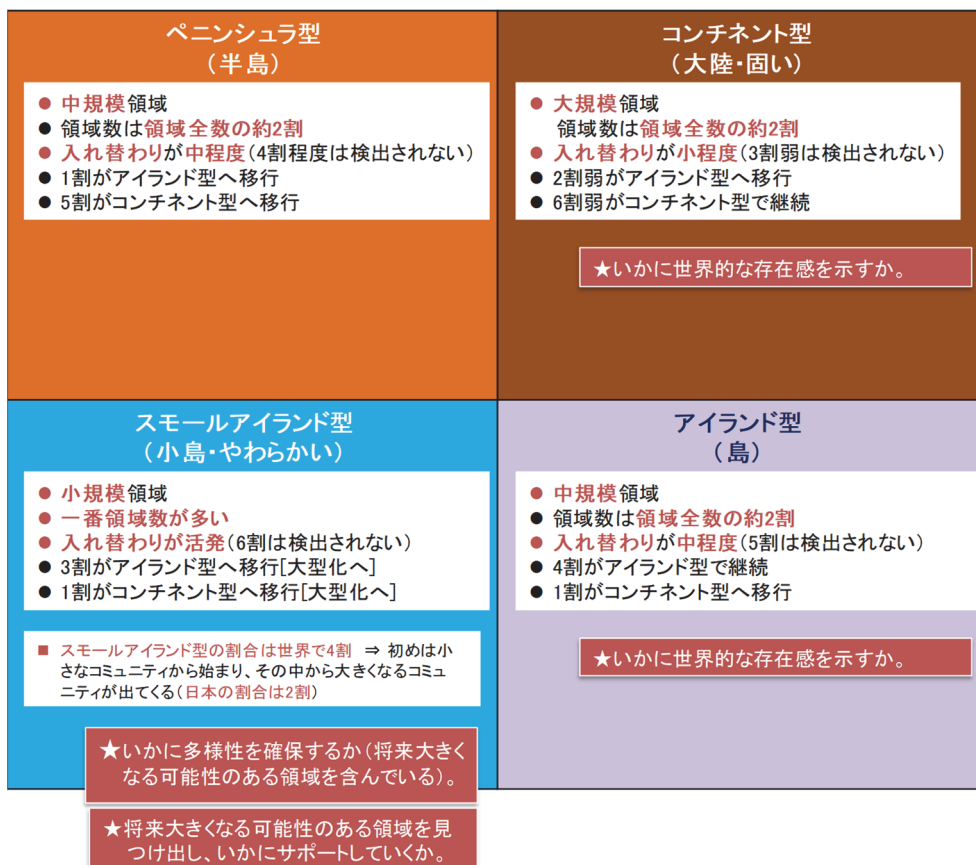 ペニンシュラ型
（半島）
● 中規模領域
● 領域数は領域全数の約2割
● 入れ替わりが中程度（4割程度は検出されない）
● 1割がアイランド型へ移行
● 5割がコンチネント型へ移行
コンチネント型
（大陸・固い）
● 大規模領域
領域数は領域全数の約2割
● 入れ替わりが小程度（3割弱は検出されない）
● 2割弱がアイランド型へ移行
● 6割弱がコンチネント型で継続
★いかに世界的な存在感を示すか。
スモールアイランド型
（小島・やわらかい）
● 小規模領域
● 一番領域数が多い
● 入れ替わりが活発（6割は検出されない）
● 3割がアイランド型へ移行[大型化へ]
● 1割がコンチネント型へ移行[大型化へ]
■ スモールアイランド型の割合は世界で4割 ⇒ 初めは小
さなコミュニティから始まり、その中から大きくなるコミュ
ニティが出てくる（日本の割合は2割）
★いかに多様性を確保するか（将来大きく
なる可能性のある領域を含んでいる）。
★将来大きくなる可能性のある領域を見
つけ出し、いかにサポートしていくか。
アイランド型
（島）
● 中規模領域
● 領域数は領域全数の約2割
● 入れ替わりが中程度（5割は検出されない）
● 4割がアイランド型で継続
● 1割がコンチネント型へ移行
★いかに世界的な存在感を示すか。